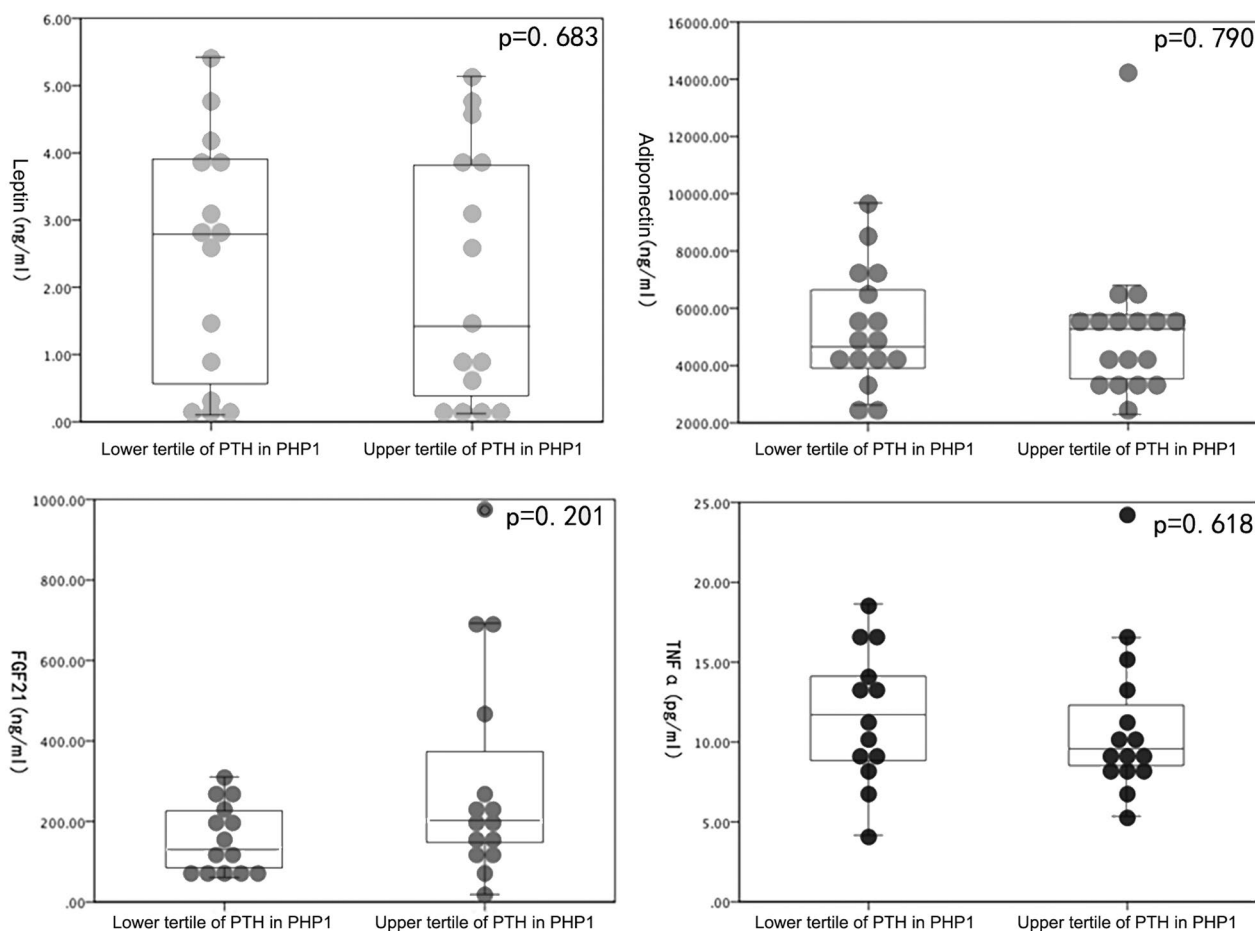 6.00
5.00
4.00
3.00
2.00
1.00
.00
Leptin(ng/ml)
p=0.683
Lower tertile of PTH in PHP1
Upper tertile of PTH in PHP1
16000.00
14000.00
12000.00
10000.00
8000.00
6000.00
4000.00
2000.00
Adiponectin(ng/ml)
p=0.790
Lower tertile of PTH in PHP1
Upper tertile of PTH in PHP1
1000.00
800.00
600.00
400.00
200.00
.00
FGF21(ng/ml)
p=0.201
Lower tertile of PTH in PHP1
Upper tertile of PTH in PHP1
25.00
20.00
15.00
10.00
5.00
.00
TNFα(pg/ml)
p=0.618
Lower tertile of PTH in PHP1
Upper tertile of PTH in PHP1